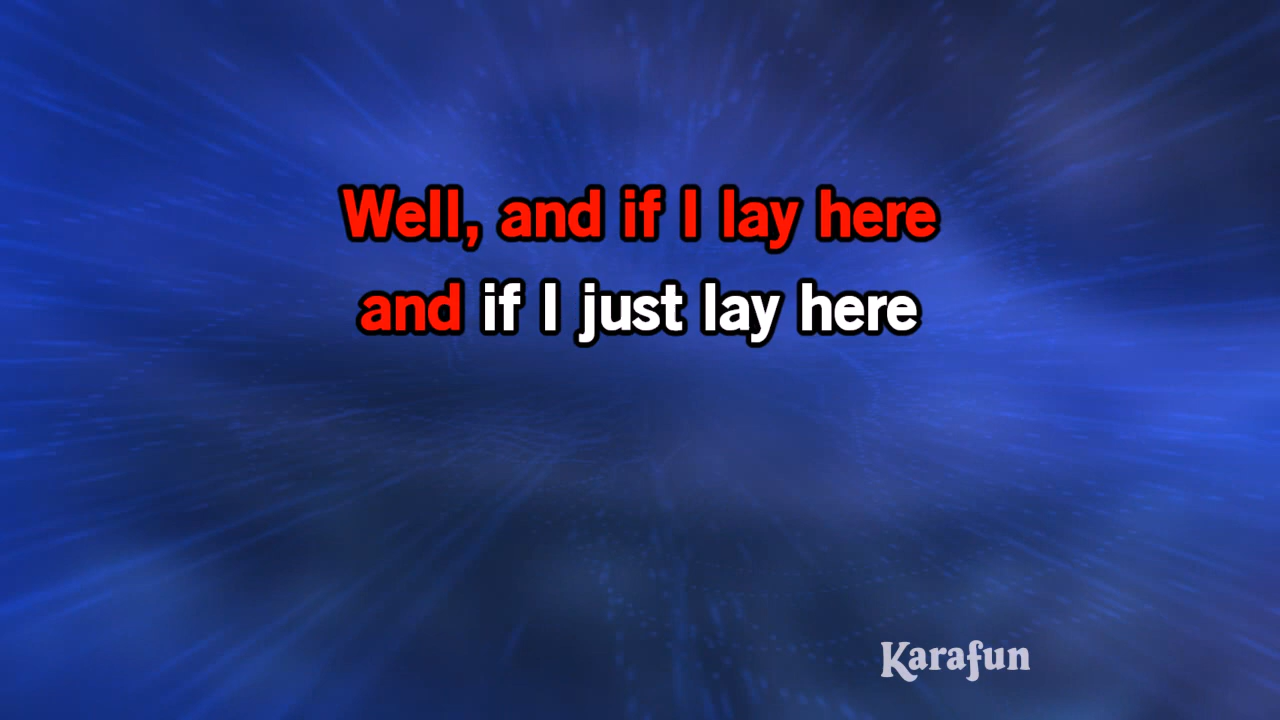 Well, and if I lay here
and if I just lay here
Karafun